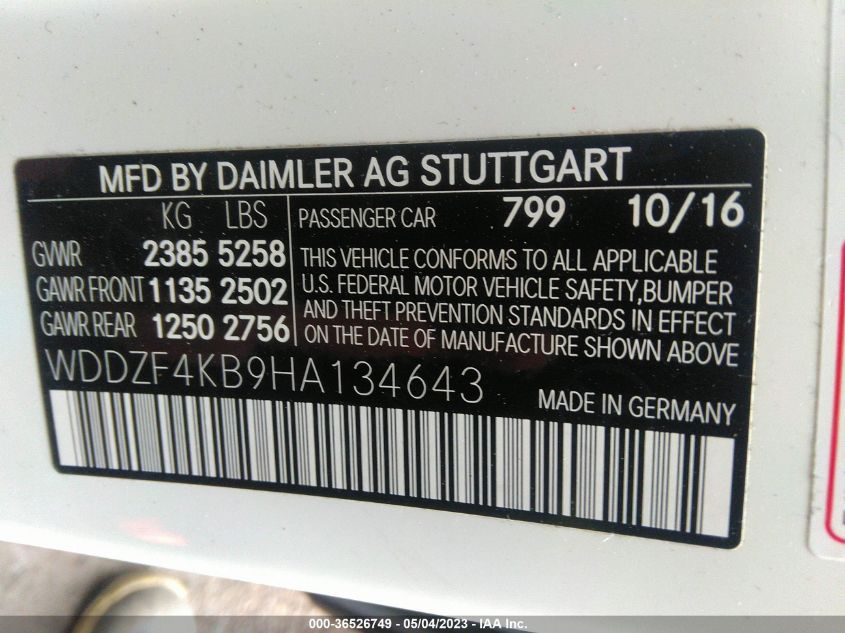 MFD BY DAIMLER AG STUTTGART
KG LBS
GVWR 2385 5258
GAWR FRONT 1135 2502
GAWR REAR 1250 2756
PASSENGER CAR 799 10/16
THIS VEHICLE CONFORMS TO ALL APPLICABLE
U.S. FEDERAL MOTOR VEHICLE SAFETY,BUMPER
AND THEFT PREVENTION STANDARDS IN EFFECT
ON THE DATE OF MANUFACTURE SHOWN ABOVE
WDDZF4KB9HA134643
MADE IN GERMANY
000-36526749 - 05/04/2023 - IAA Inc.